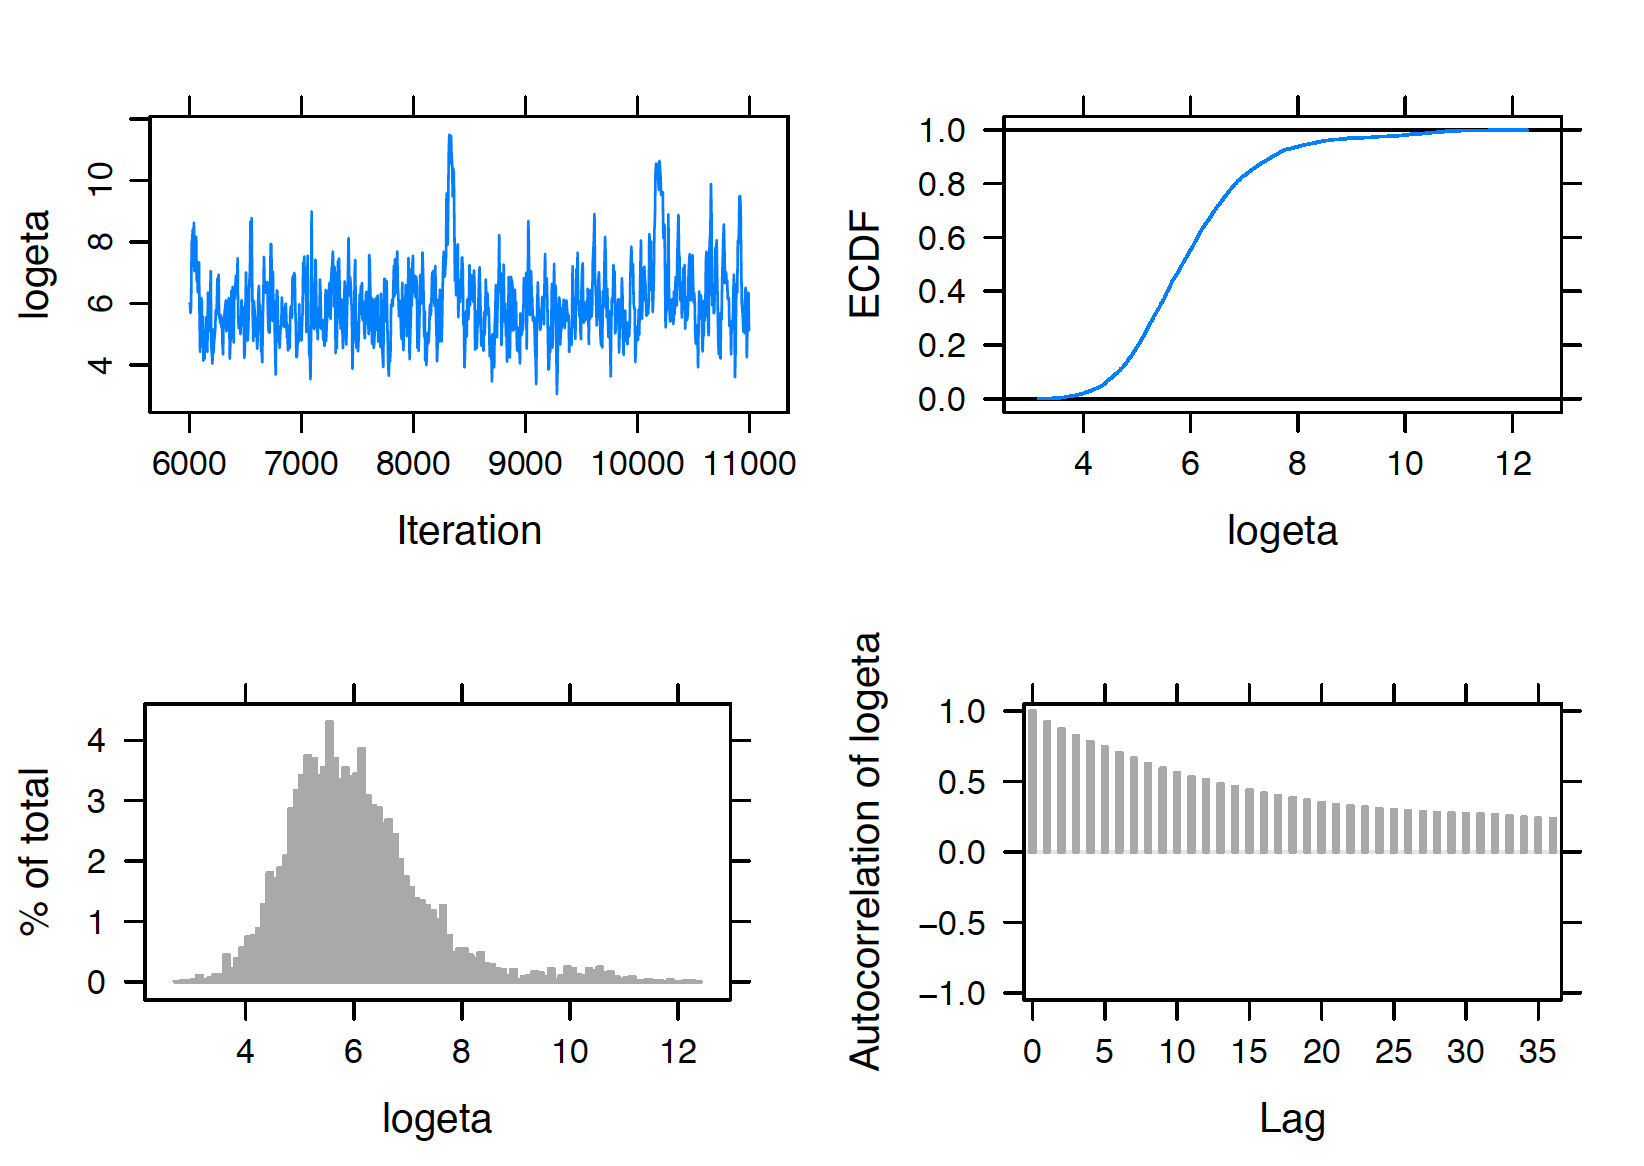 logeta
10
8
6
4
6000 7000 8000 9000 10000 11000
Iteration
ECDF
1.0
0.8
0.6
0.4
0.2
0.0
4 6 8 10 12
logeta
% of total
4
3
2
1
0
4 6 8 10 12
logeta
Autocorrelation of logeta
1.0
0.5
0.0
−0.5
−1.0
0 5 10 15 20 25 30 35
Lag